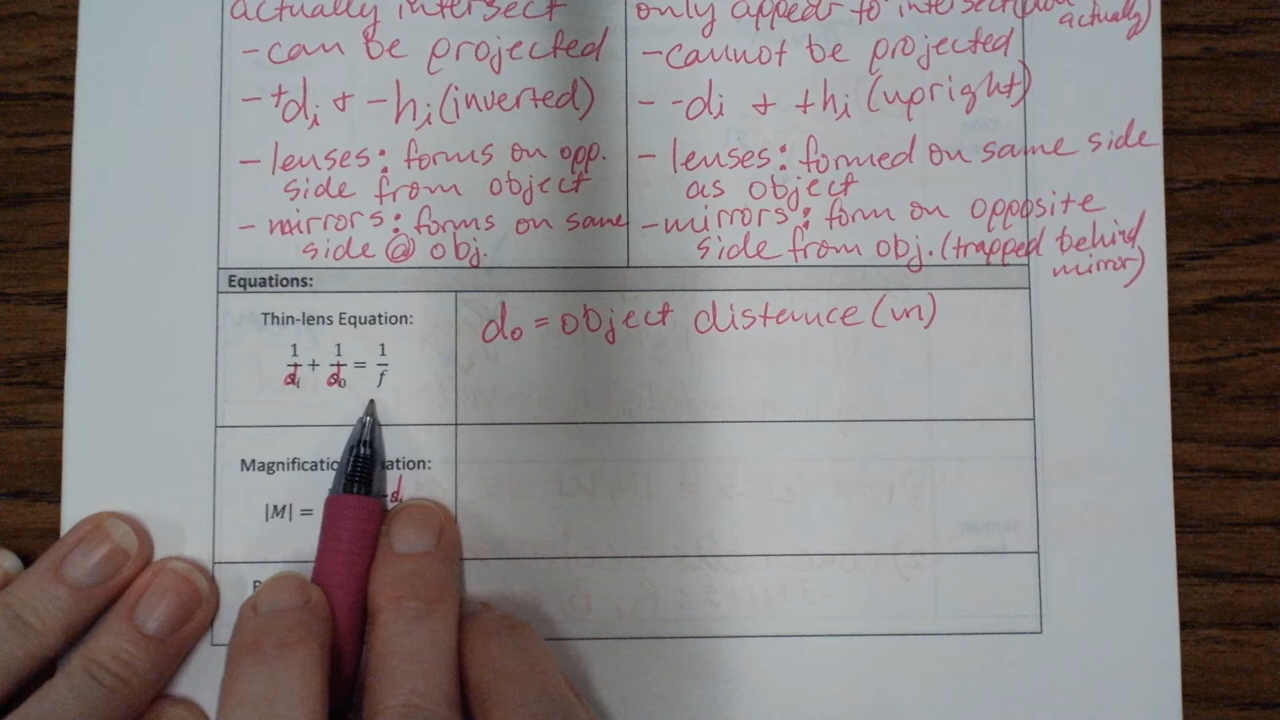 actually intersect
only appear to intersect
actually)
-can be projected
-cannot be projected
-+di + -hi (inverted)
- -di + +hi (upright)
-lenses: forms on opp.
side from object
-lenses: formed on same side
as object
-mirrors: forms on same
side @ obj.
-mirrors: form on opposite
side from obj. (trapped behind
mirror)
Equations:
Thin-lens Equation:
1/di + 1/do = 1/f
do = object distance (m)
|M| =
-di